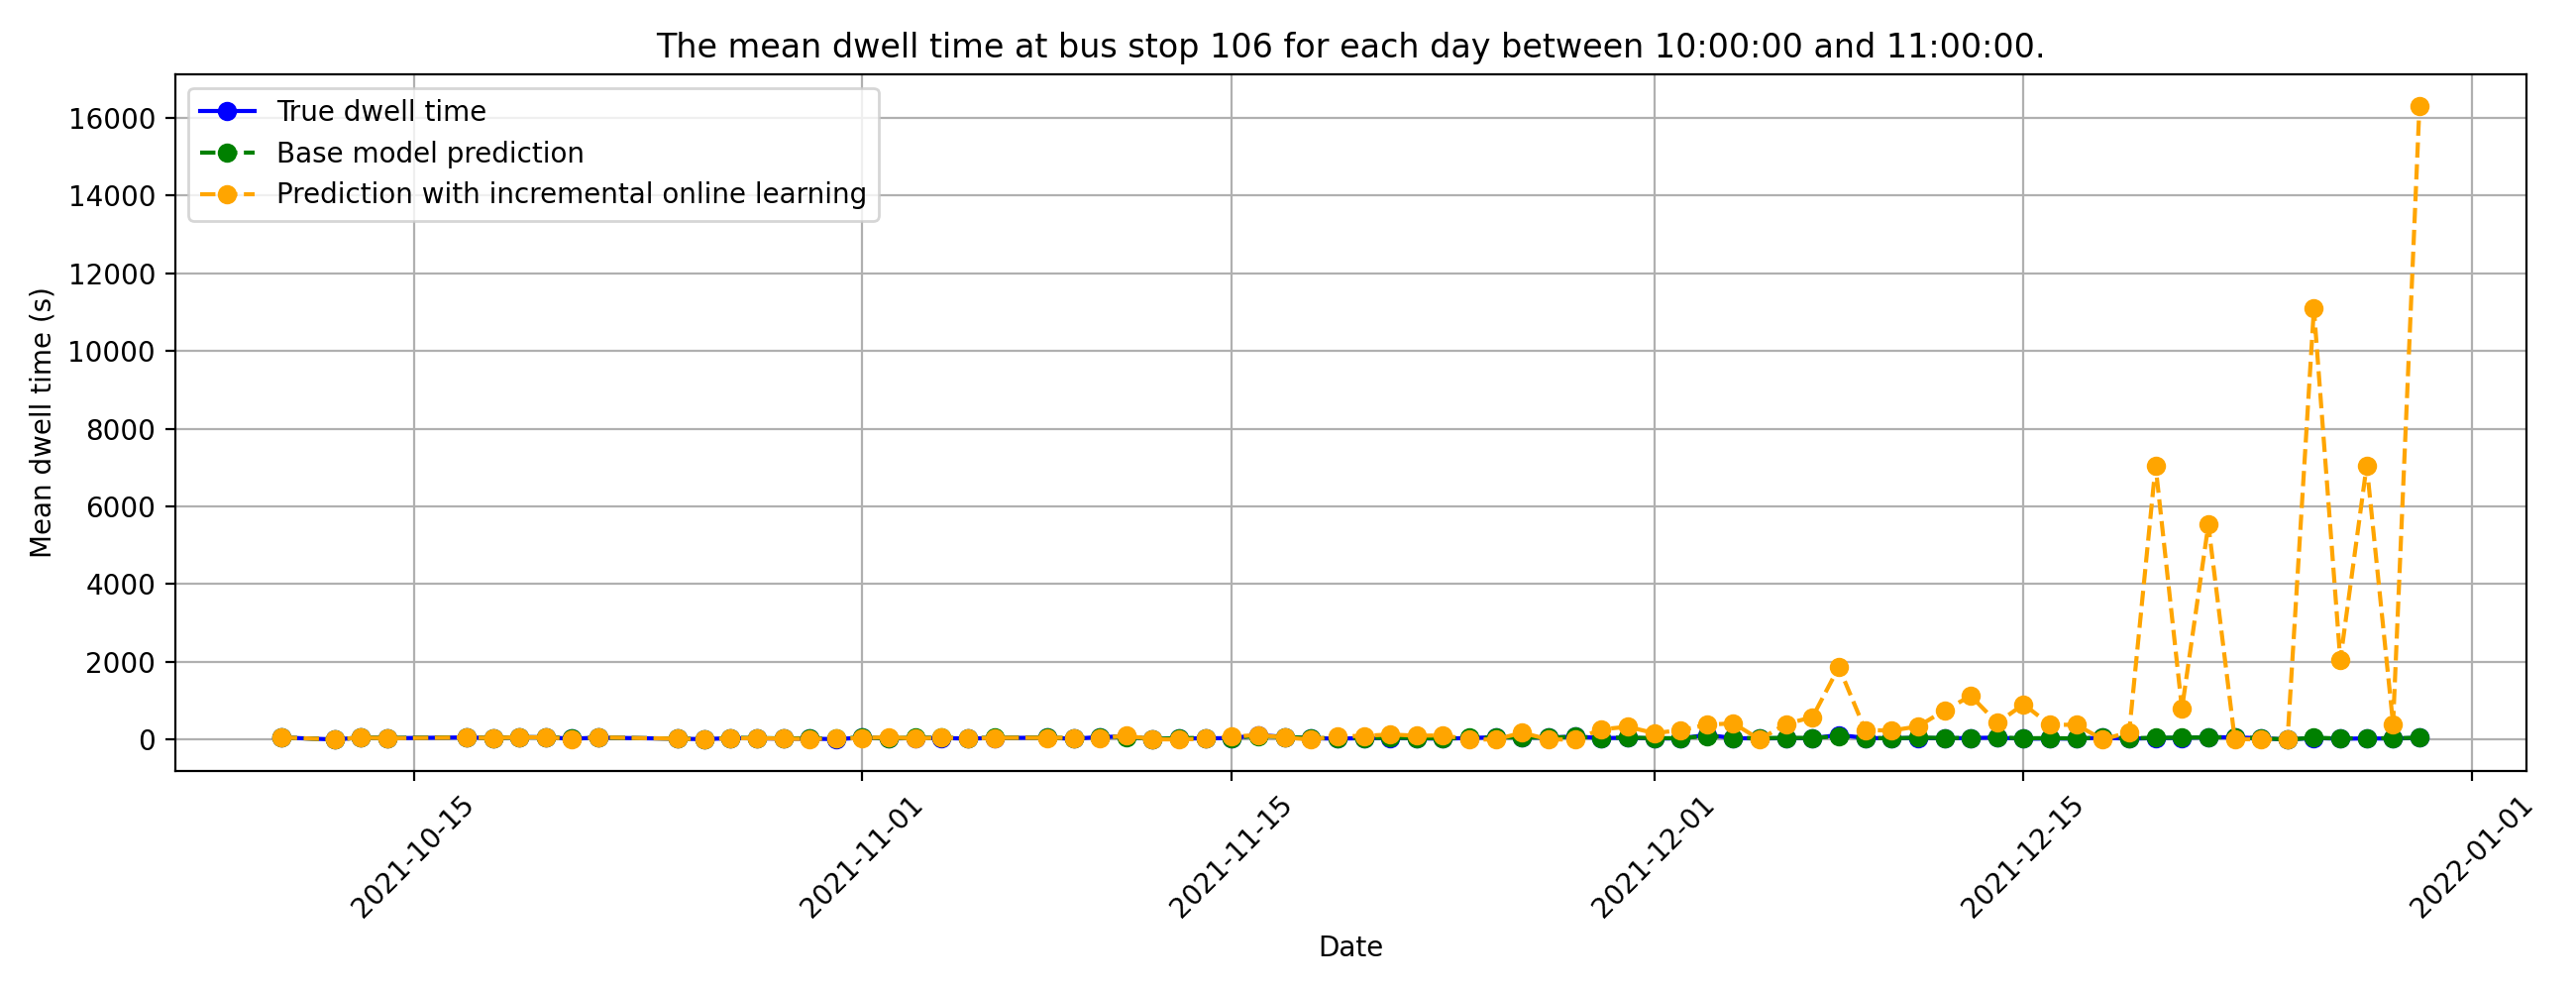 The mean dwell time at bus stop 106 for each day between 10:00:00 and 11:00:00.
True dwell time
Base model prediction
Prediction with incremental online learning
Mean dwell time (s)
16000
14000
12000
10000
8000
6000
4000
2000
0
2021-10-15
2021-11-01
2021-11-15
2021-12-01
2021-12-15
2022-01-01
Date